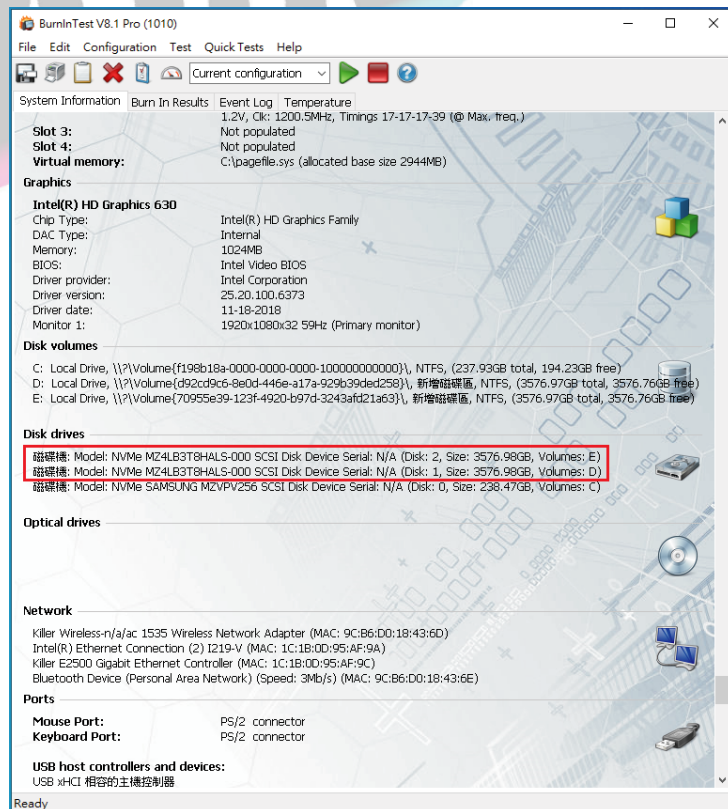 BurnInTest V8.1 Pro (1010)
File Edit Configuration Test Quick Tests Help
Current configuration
System Information Burn In Results Event Log Temperature
1.2V, Clk: 1200.5MHz, Timings 17-17-17-39 (@ Max. freq.)
Slot 3: Not populated
Slot 4: Not populated
Virtual memory: C:\pagefile.sys (allocated base size 2944MB)
Graphics
Intel(R) HD Graphics 630
Chip Type: Intel(R) HD Graphics Family
DAC Type: Internal
Memory: 1024MB
BIOS: Intel Video BIOS
Driver provider: Intel Corporation
Driver version: 25.20.100.6373
Driver date: 11-18-2018
Monitor 1: 1920x1080x32 59Hz (Primary monitor)
Disk volumes
C: Local Drive, \\?\Volume{f198b18a-0000-0000-0000-100000000000}\, NTFS, (237.93GB total, 194.23GB free)
D: Local Drive, \\?\Volume{d92cd9c6-8e0d-446e-a17a-929b39ded258}\, 新增磁碟區, NTFS, (3576.97GB total, 3576.76GB free)
E: Local Drive, \\?\Volume{70955e39-123f-4920-b97d-3243afd21a63}\, 新增磁碟區, NTFS, (3576.97GB total, 3576.76GB free)
Disk drives
磁碟機: Model: NVMe MZ4LB3T8HALS-000 SCSI Disk Device Serial: N/A (Disk: 2, Size: 3576.98GB, Volumes: E)
磁碟機: Model: NVMe MZ4LB3T8HALS-000 SCSI Disk Device Serial: N/A (Disk: 1, Size: 3576.98GB, Volumes: D)
磁碟機: Model: NVMe SAMSUNG MZVPV256 SCSI Disk Device Serial: N/A (Disk: 0, Size: 238.47GB, Volumes: C)
Optical drives
Network
Killer Wireless-n/a/ac 1535 Wireless Network Adapter (MAC: 9C:B6:D0:18:43:6D)
Intel(R) Ethernet Connection (2) I219-V (MAC: 1C:1B:0D:95:AF:9A)
Killer E2500 Gigabit Ethernet Controller (MAC: 1C:1B:0D:95:AF:9C)
Bluetooth Device (Personal Area Network) (Speed: 3Mb/s) (MAC: 9C:B6:D0:18:43:6E)
Ports
Mouse Port: PS/2 connector
Keyboard Port: PS/2 connector
USB host controllers and devices:
USB xHCI 相容的主機控制器
Ready